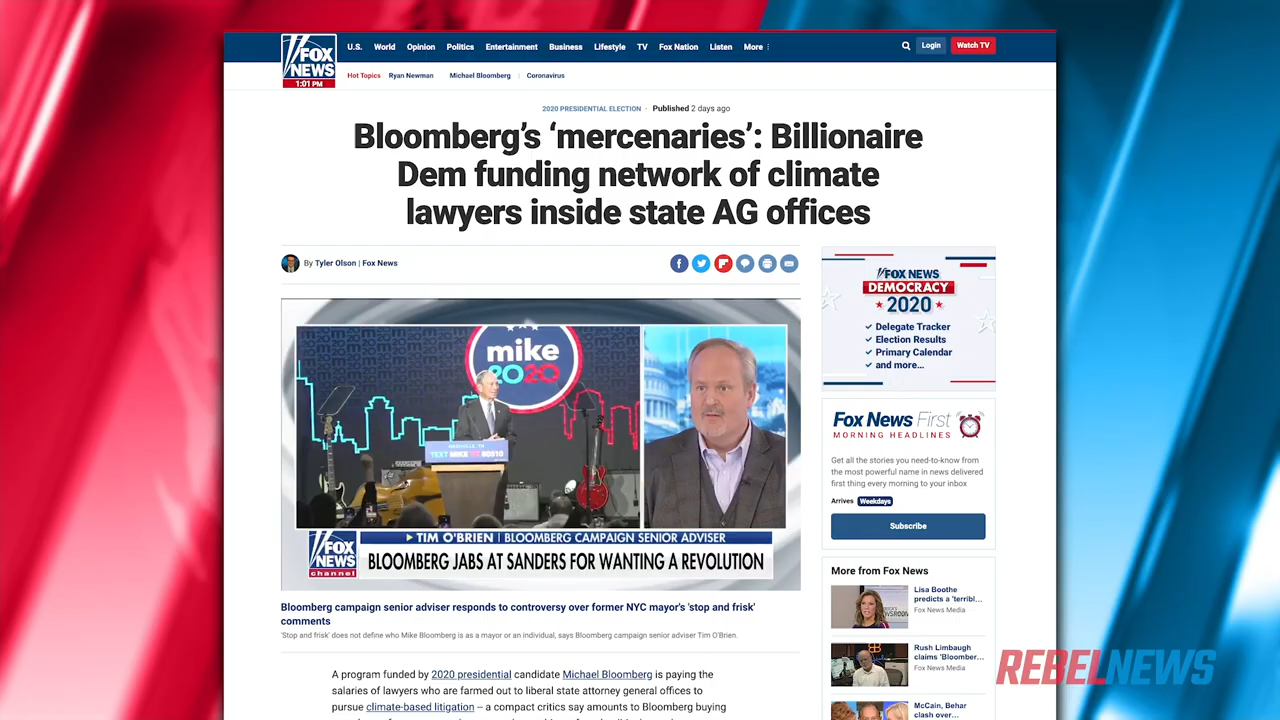 FOX
NEWS
1:01 PM
U.S. World Opinion Politics Entertainment Business Lifestyle TV Fox Nation Listen More
Login Watch TV
Hot Topics Ryan Newman Michael Bloomberg Coronavirus
2020 PRESIDENTIAL ELECTION · Published 2 days ago
Bloomberg's 'mercenaries': Billionaire
Dem funding network of climate
lawyers inside state AG offices
By Tyler Olson | Fox News
mike
2020
NASHVILLE, TN
TEXT MIKE 80510
FOX
NEWS
channel
TIM O'BRIEN | BLOOMBERG CAMPAIGN SENIOR ADVISER
BLOOMBERG JABS AT SANDERS FOR WANTING A REVOLUTION
Bloomberg campaign senior adviser responds to controversy over former NYC mayor's 'stop and frisk'
comments
'Stop and frisk' does not define who Mike Bloomberg is as a mayor or an individual, says Bloomberg campaign senior adviser Tim O'Brien.
A program funded by 2020 presidential candidate Michael Bloomberg is paying the
salaries of lawyers who are farmed out to liberal state attorney general offices to
pursue climate-based litigation – a compact critics say amounts to Bloomberg buying
FOX NEWS
DEMOCRACY
2020
Delegate Tracker
Election Results
Primary Calendar
and more...
Fox News First
MORNING HEADLINES
Get all the stories you need-to-know from
the most powerful name in news delivered
first thing every morning to your inbox
Arrives Weekdays
Subscribe
More from Fox News
Lisa Boothe
predicts a 'terribl...
Fox News Media
Rush Limbaugh
claims 'Bloomber...
Fox News Media
McCain, Behar
clash over...
REBELNEWS